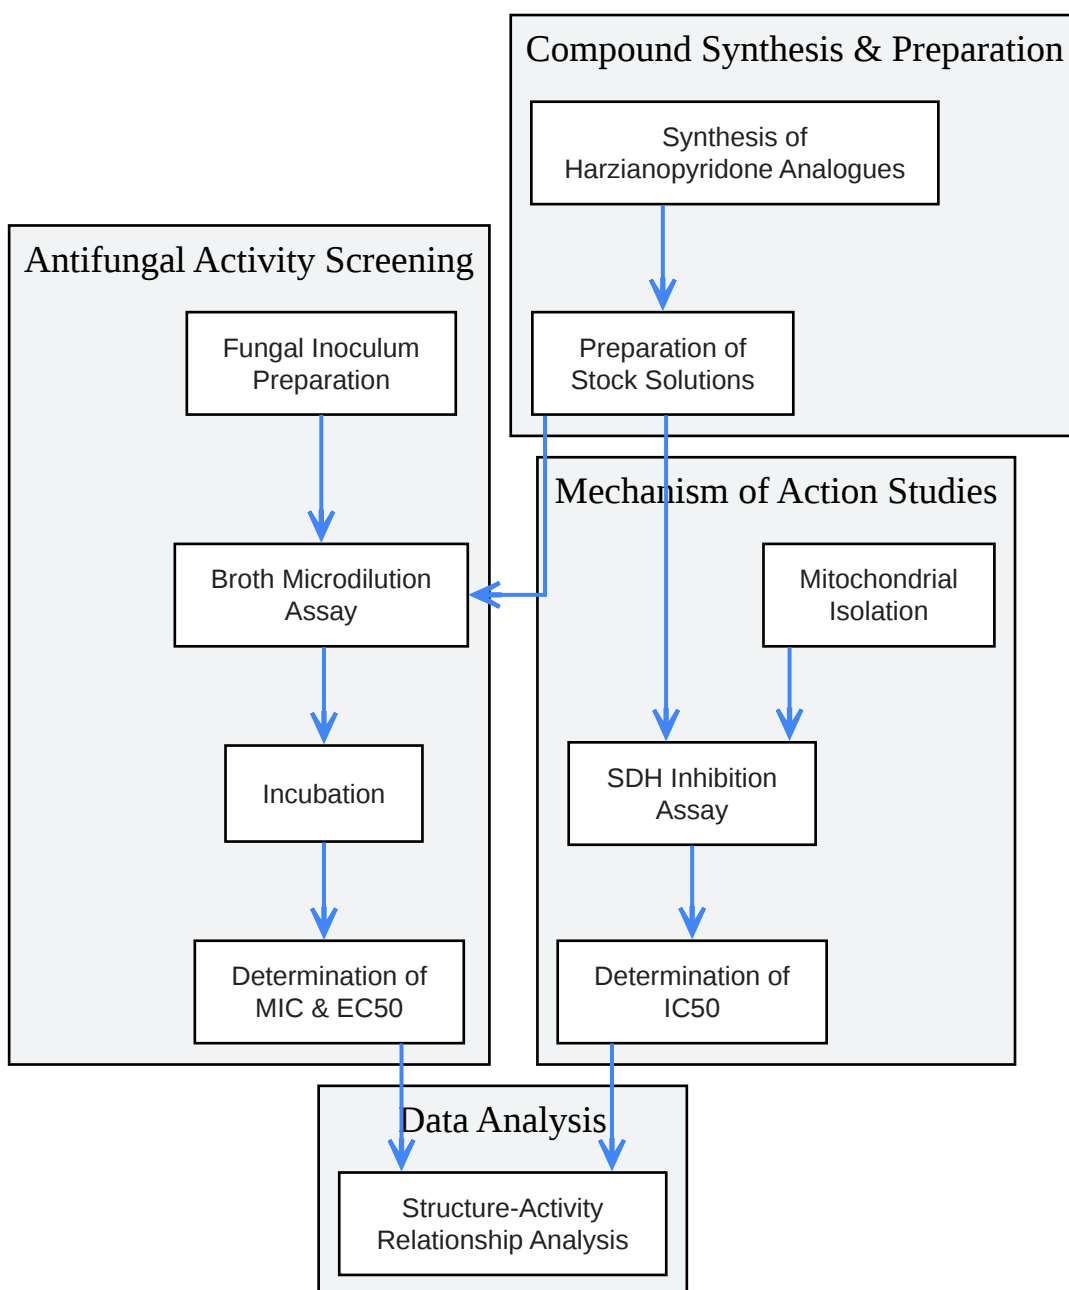 Compound Synthesis & Preparation
Synthesis of
Harzianopyridone Analogues
Preparation of
Stock Solutions
Antifungal Activity Screening
Fungal Inoculum
Preparation
Broth Microdilution
Assay
Incubation
Determination of
MIC & EC50
Mechanism of Action Studies
Mitochondrial
Isolation
SDH Inhibition
Assay
Determination of
IC50
Data Analysis
Structure-Activity
Relationship Analysis